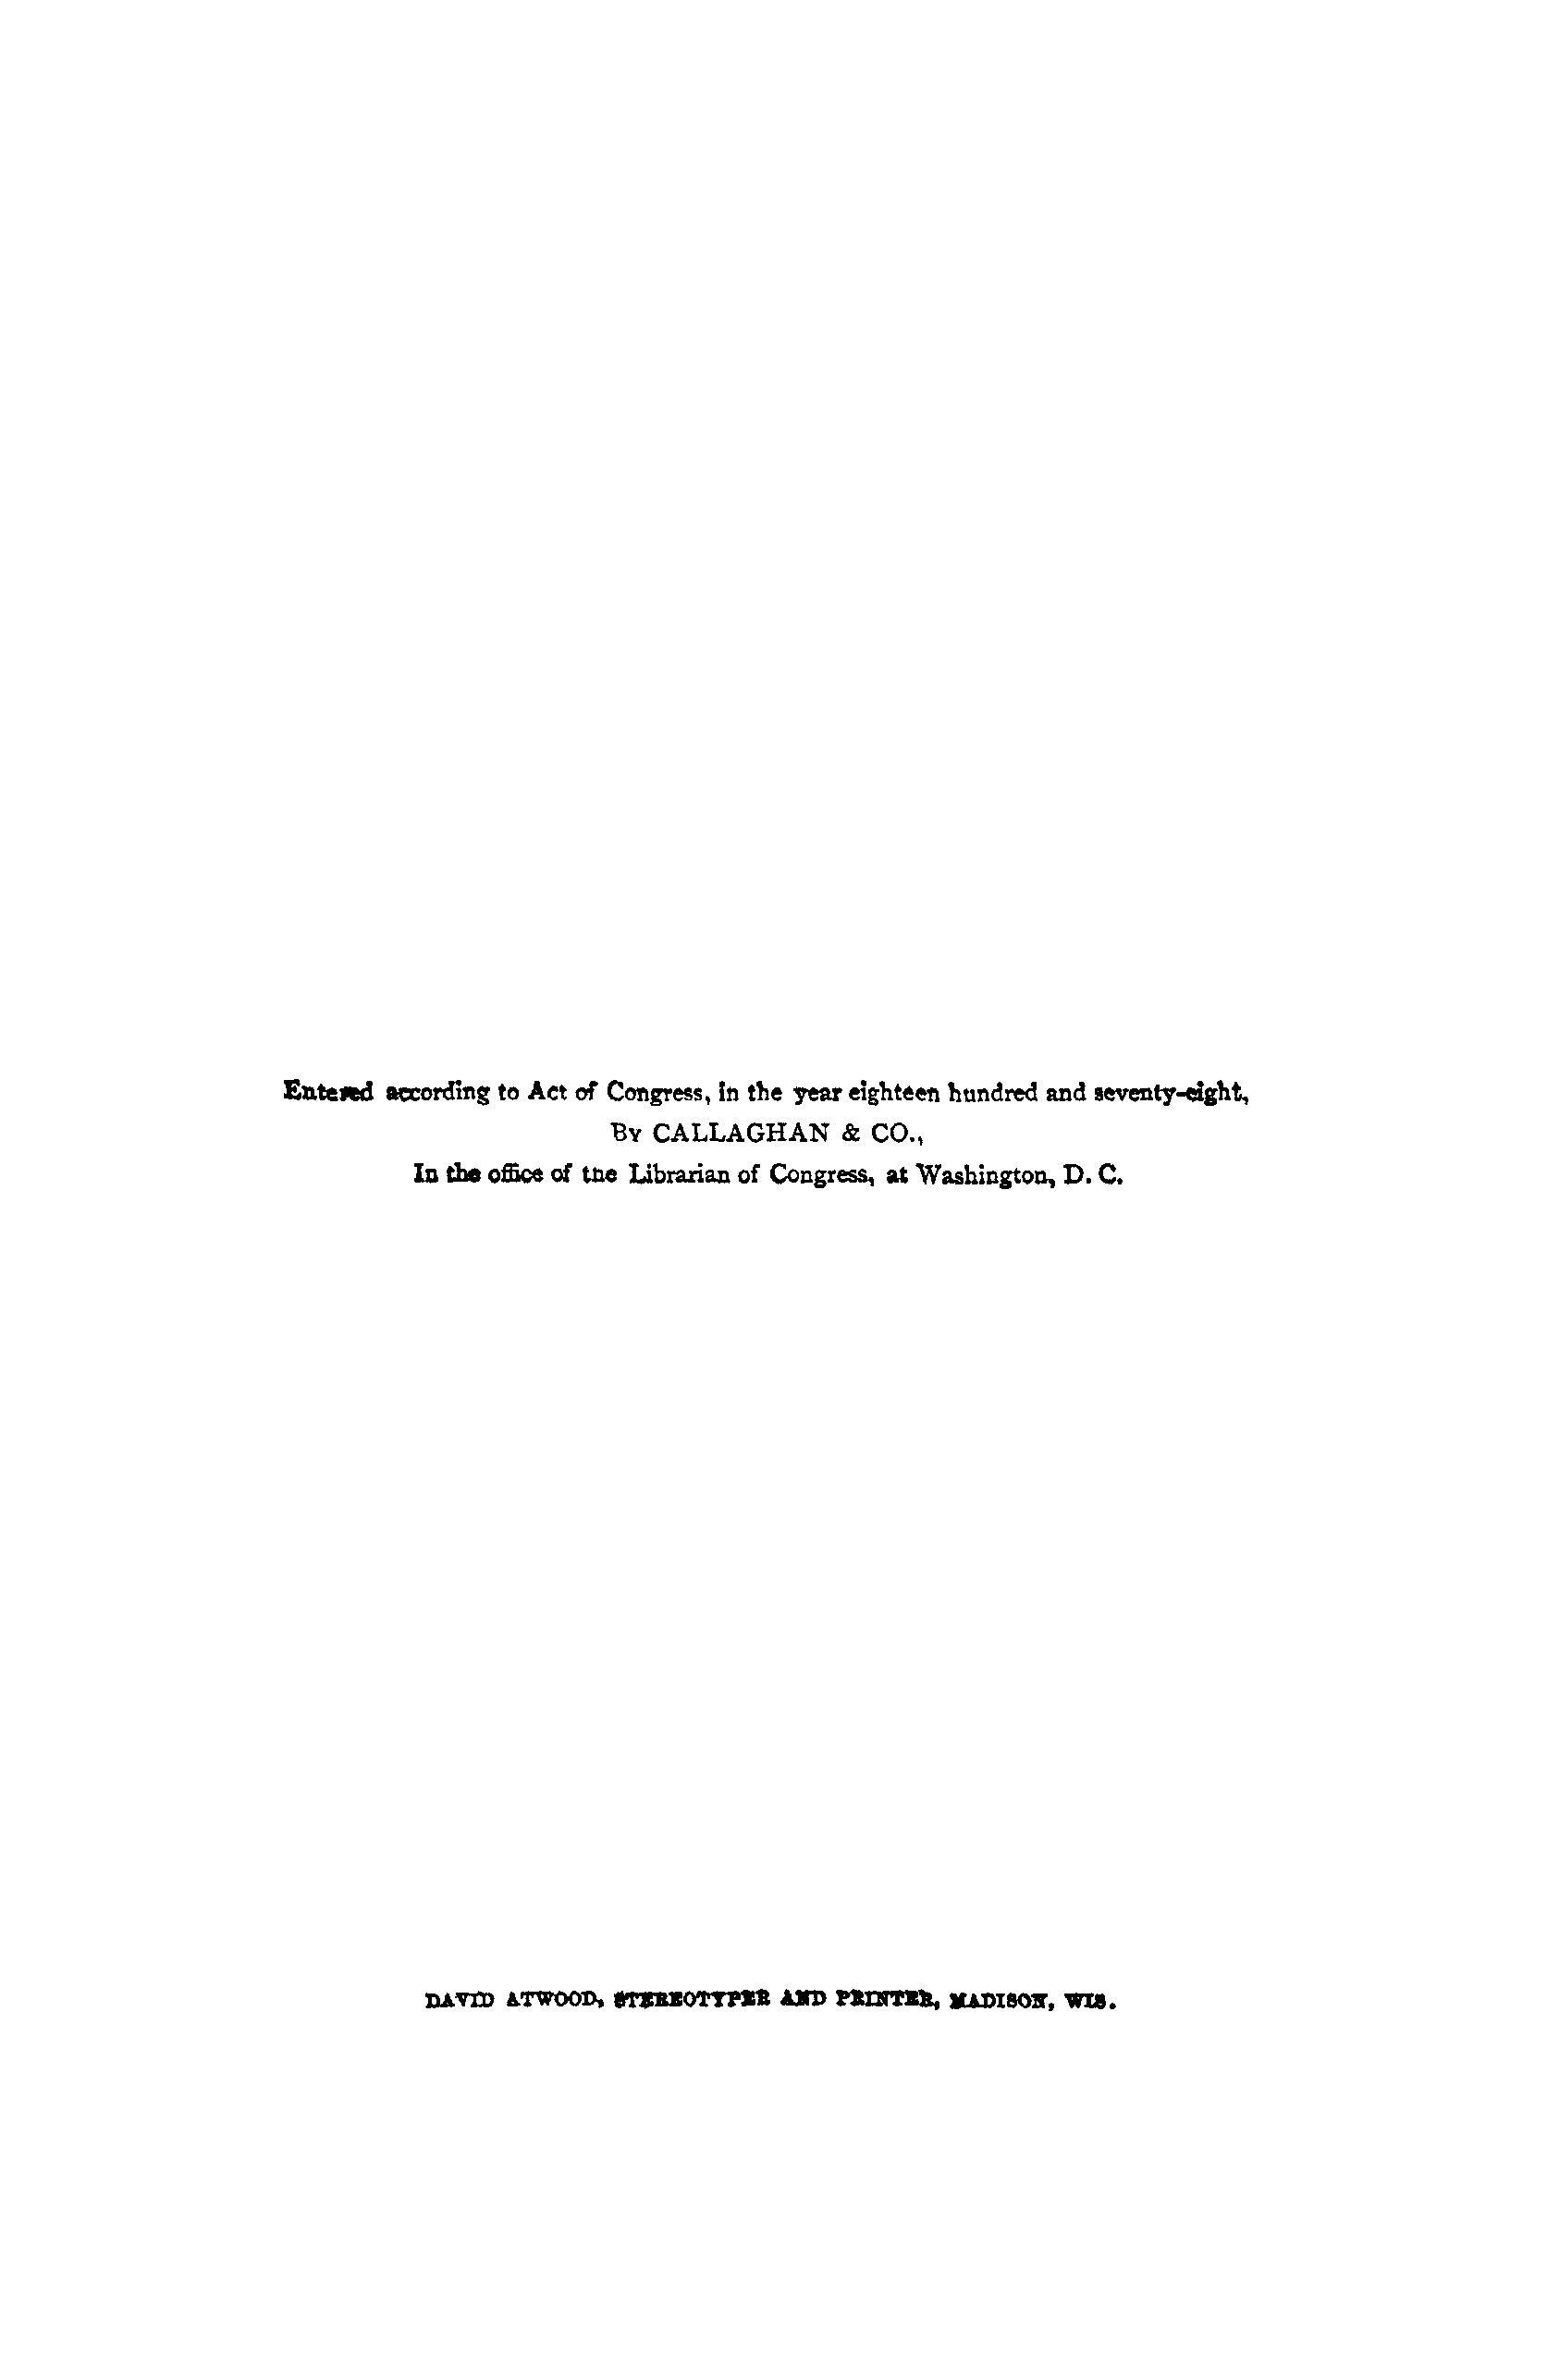 Entered according to Act of Congress, in the year eighteen hundred and seventy-eight,
By CALLAGHAN & CO.,
In the office of the Librarian of Congress, at Washington, D. C.
DAVID ATWOOD, STEREOTYPER AND PRINTER, MADISON, WIS.